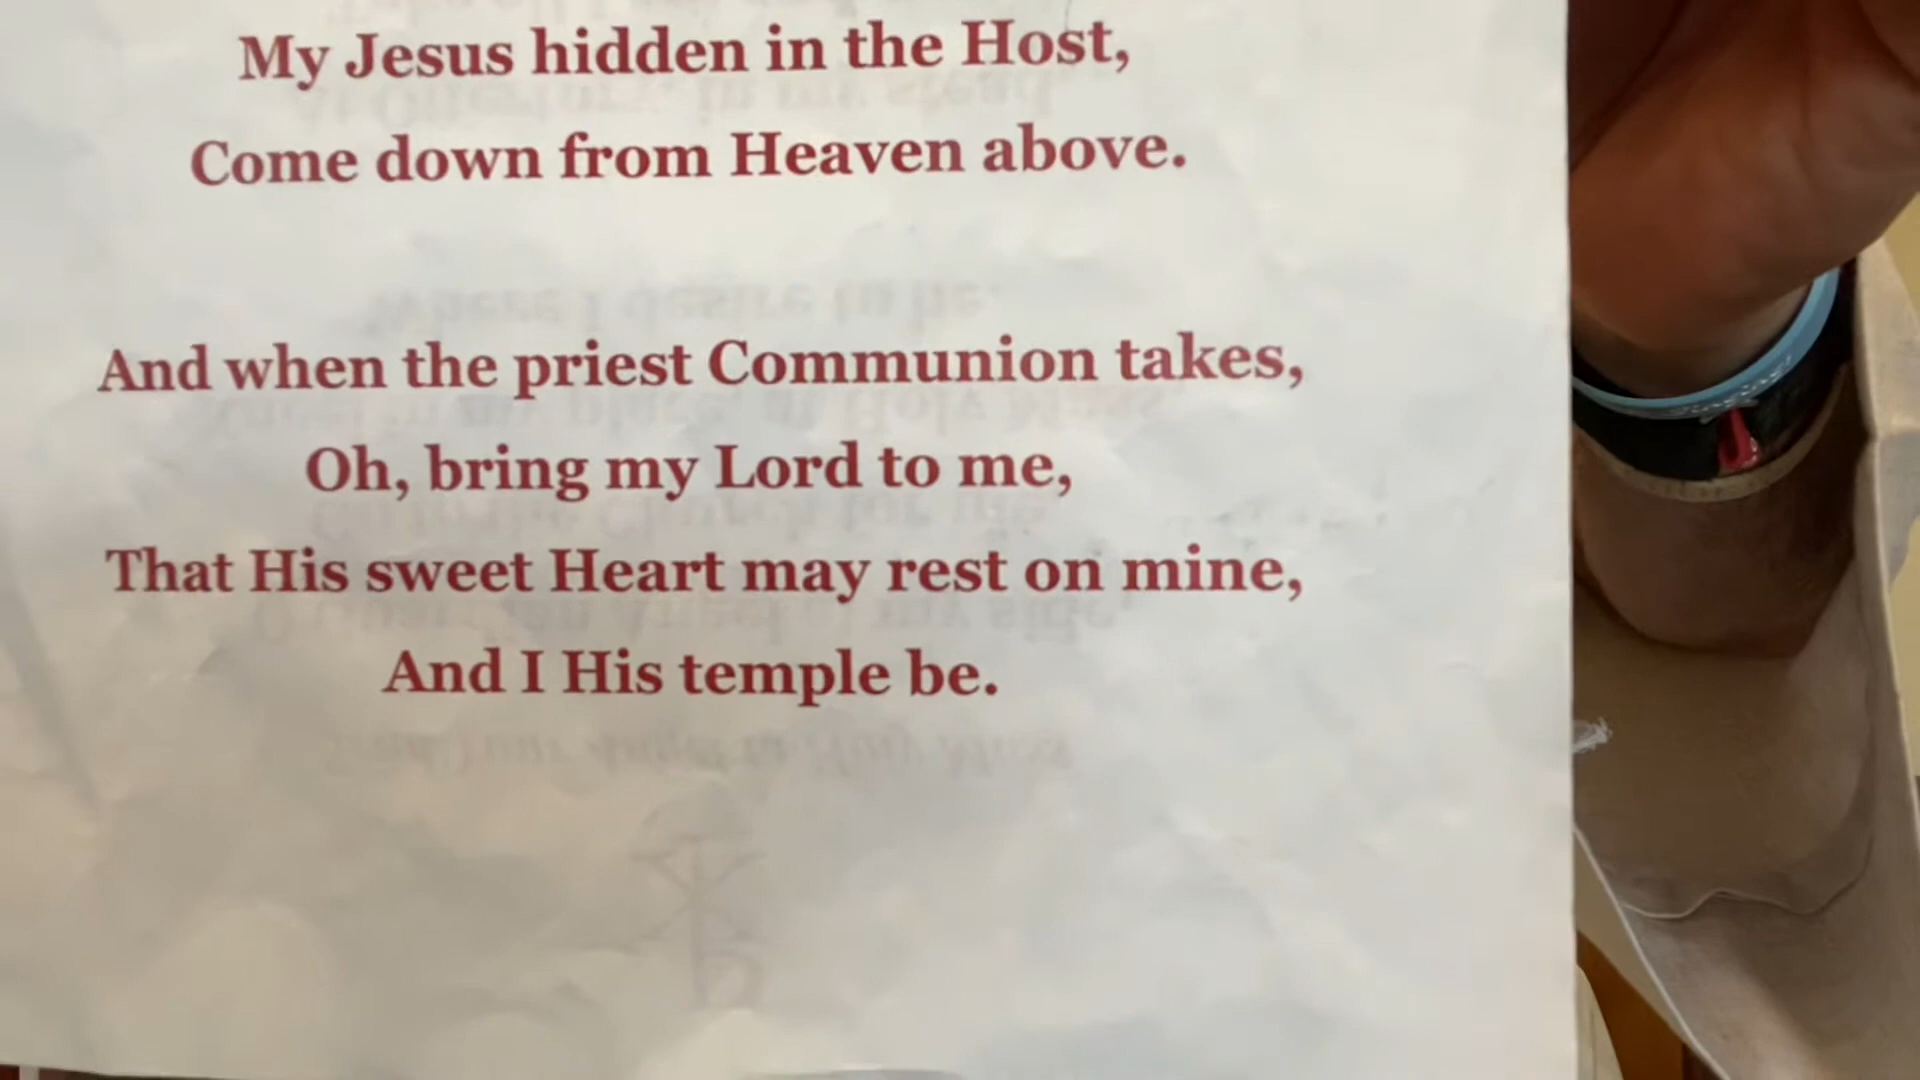 My Jesus hidden in the Host,
Come down from Heaven above.
And when the priest Communion takes,
Oh, bring my Lord to me,
That His sweet Heart may rest on mine,
And I His temple be.